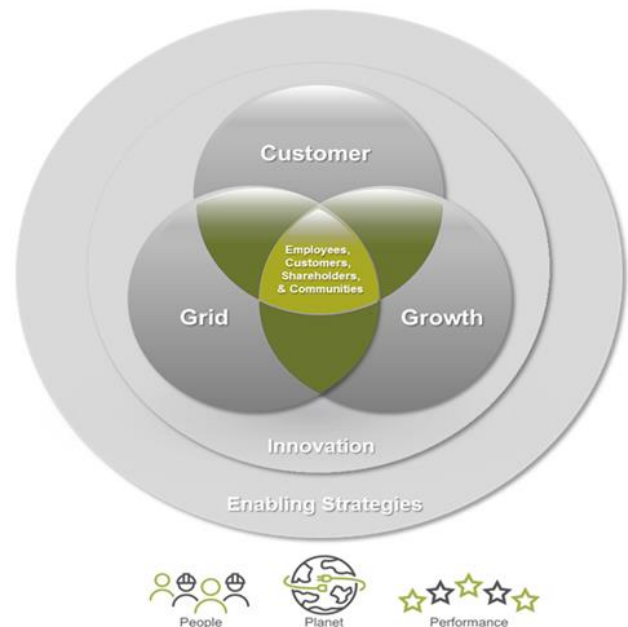 Customer
Employees,
Customers,
Shareholders,
& Communities
Grid
Growth
Innovation
Enabling Strategies
People
Planet
Performance